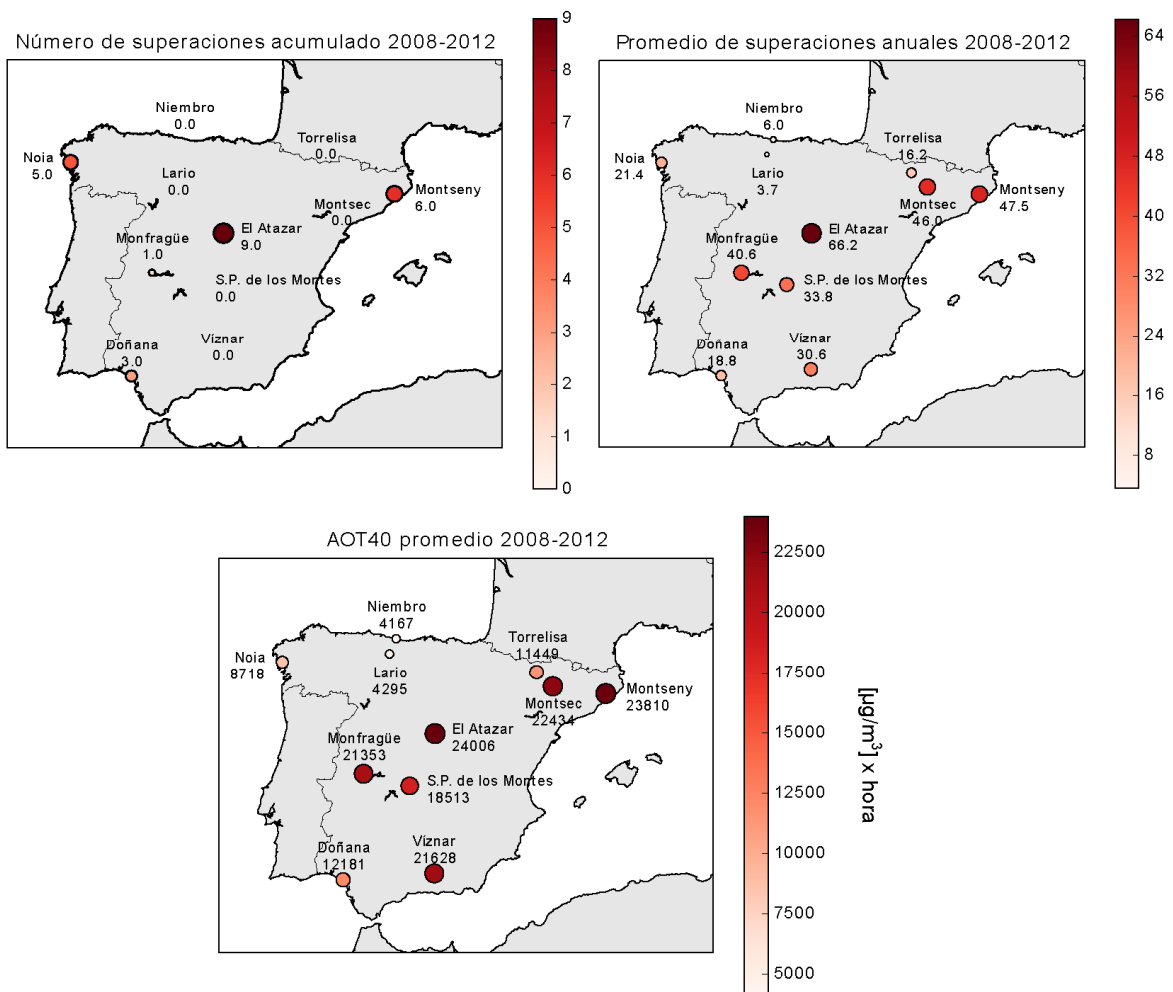 Número de superaciones acumulado 2008-2012
Niembro
0.0
Torrelisa
0.0
Noia
5.0
Lario
0.0
Montseny
6.0
Montsec
0.0
El Atazar
9.0
Monfragüe
1.0
S.P. de los Montes
0.0
Víznar
0.0
Doñana
3.0
9
8
7
6
5
4
3
2
1
0
Promedio de superaciones anuales 2008-2012
Niembro
6.0
Torrelisa
16.2
Noia
21.4
Lario
3.7
Montseny
47.5
Montsec
46.0
El Atazar
66.2
Monfragüe
40.6
S.P. de los Montes
33.8
Víznar
30.6
Doñana
18.8
64
56
48
40
32
24
16
8
AOT40 promedio 2008-2012
Niembro
4167
Torrelisa
11449
Noia
8718
Lario
4295
Montseny
23810
Montsec
22434
El Atazar
24006
Monfragüe
21353
S.P. de los Montes
18513
Víznar
21628
Doñana
12181
22500
20000
17500
15000
12500
10000
7500
5000
[µg/m³] x hora